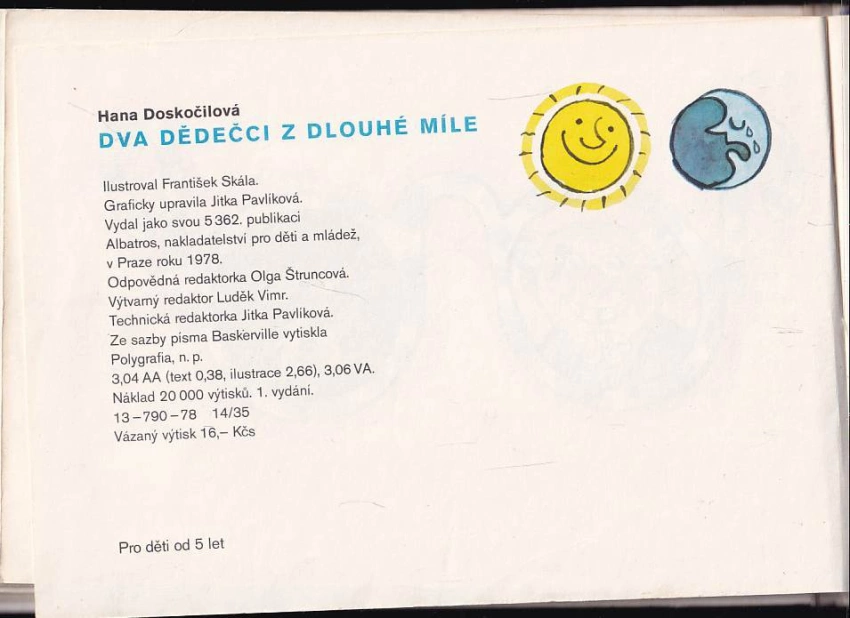 Hana Doskočilová
DVA DĚDEČCI Z DLOUHÉ MÍLE
Ilustroval František Skála.
Graficky upravila Jitka Pavlíková.
Vydal jako svou 5 362. publikaci
Albatros, nakladatelství pro děti a mládež,
v Praze roku 1978.
Odpovědná redaktorka Olga Štruncová.
Výtvarný redaktor Luděk Vimr.
Technická redaktorka Jitka Pavlíková.
Ze sazby písma Baskerville vytiskla
Polygrafia, n. p.
3,04 AA (text 0,38, ilustrace 2,66), 3,06 VA.
Náklad 20 000 výtisků. 1. vydání.
13 – 790 – 78 14/35
Vázaný výtisk 16,– Kčs
Pro děti od 5 let